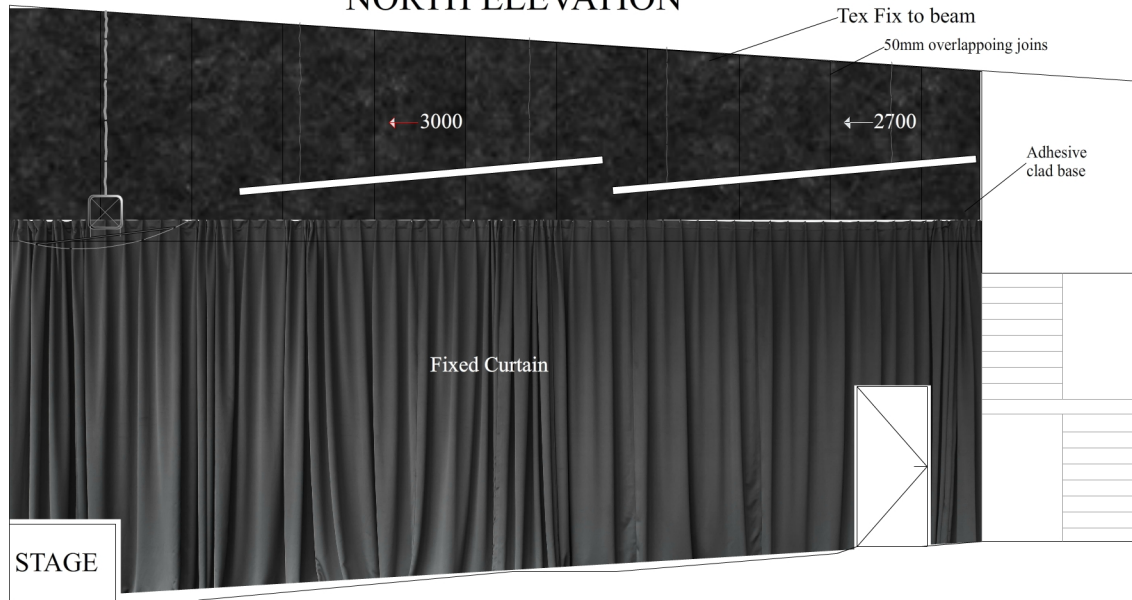 NORTH ELEVATION
Tex Fix to beam
50mm overlappoing joins
3000
2700
Adhesive
clad base
Fixed Curtain
STAGE